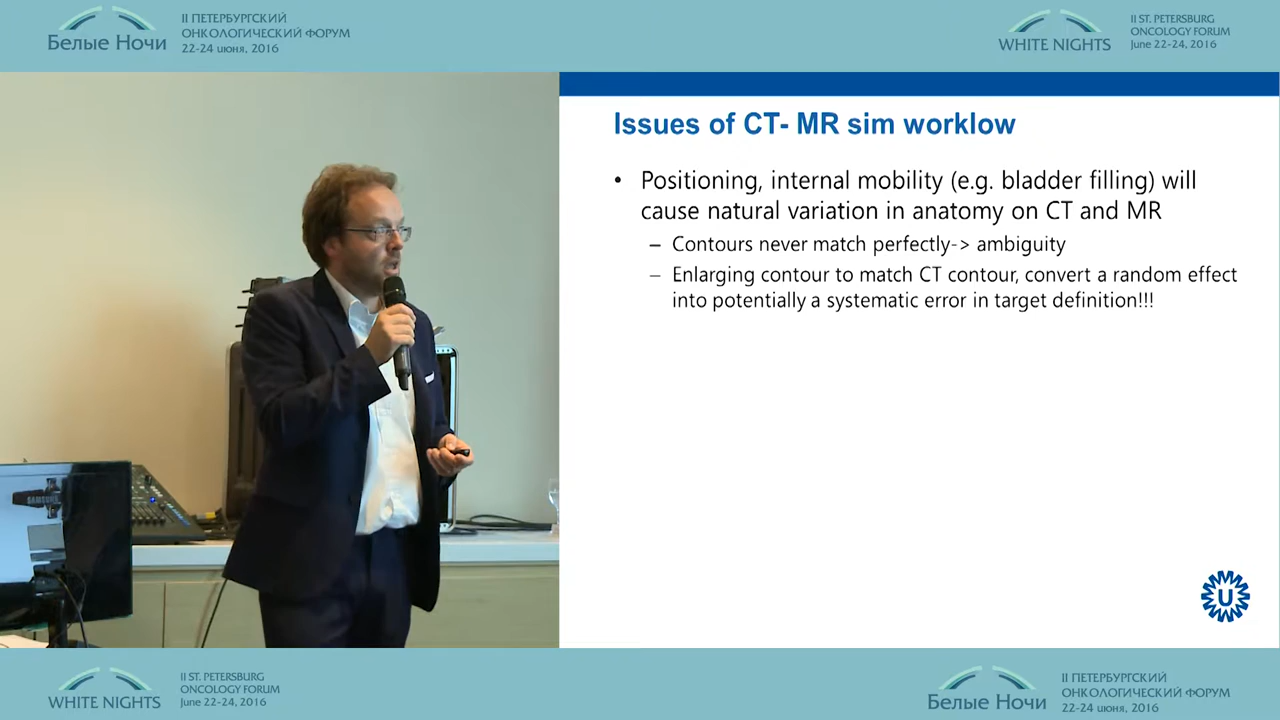 II ПЕТЕРБУРГСКИЙ
ОНКОЛОГИЧЕСКИЙ ФОРУМ
22-24 июня, 2016
Белые Ночи
WHITE NIGHTS
II ST. PETERSBURG
ONCOLOGY FORUM
June 22-24, 2016
Issues of CT- MR sim worklow
• Positioning, internal mobility (e.g. bladder filling) will
cause natural variation in anatomy on CT and MR
– Contours never match perfectly-> ambiguity
– Enlarging contour to match CT contour, convert a random effect
into potentially a systematic error in target definition!!!
SAMSUNG
U
WHITE NIGHTS
II ST. PETERSBURG
ONCOLOGY FORUM
June 22-24, 2016
Белые Ночи
II ПЕТЕРБУРГСКИЙ
ОНКОЛОГИЧЕСКИЙ ФОРУМ
22-24 июня, 2016